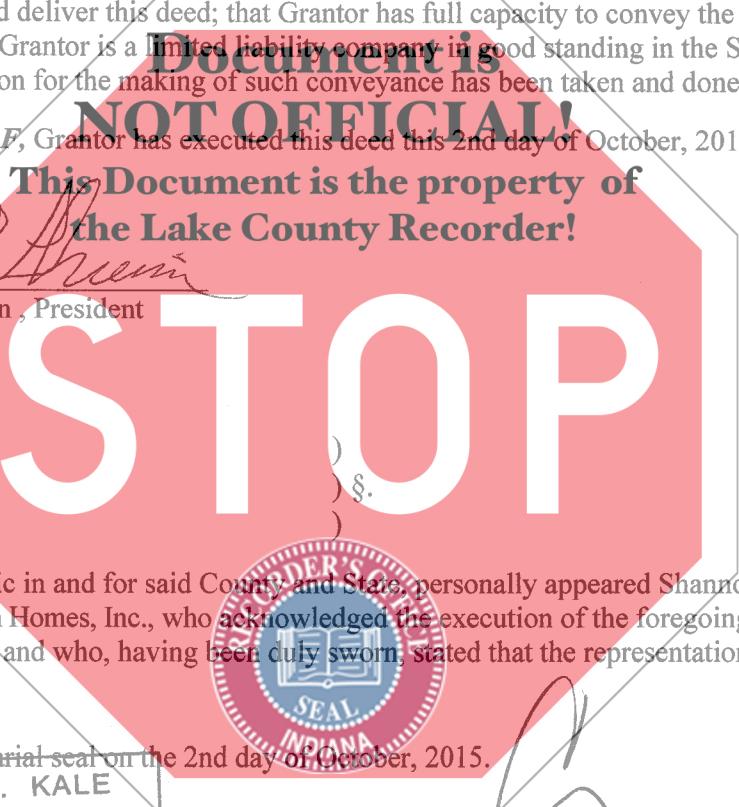 d deliver this deed; that Grantor has full capacity to convey the
Document is
Grantor is a limited liability company in good standing in the S
on for the making of such conveyance has been taken and done
NOT OFFICIAL!
F, Grantor has executed this deed this 2nd day of October, 201
This Document is the property of
the Lake County Recorder!
n , President
STOP
)
) §.
)
ic in and for said County and State, personally appeared Shanno
n Homes, Inc., who acknowledged the execution of the foregoing
and who, having been duly sworn, stated that the representation
RECORDER'S OFFICE
SEAL
INDIANA
arial seal on the 2nd day of October, 2015.
. KALE